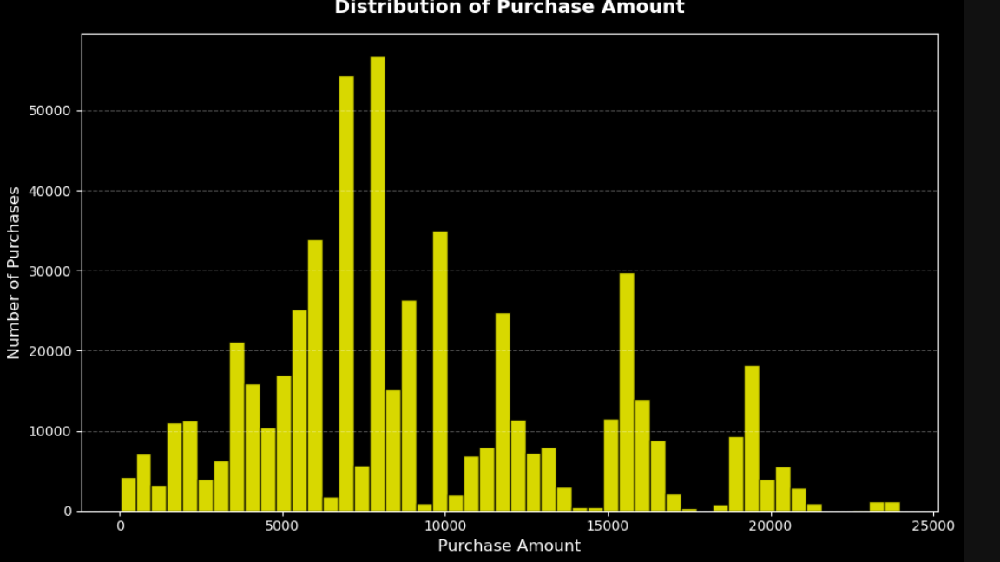 Distribution of Purchase Amount
50000
40000
30000
20000
10000
0
Number of Purchases
0 5000 10000 15000 20000 25000
Purchase Amount